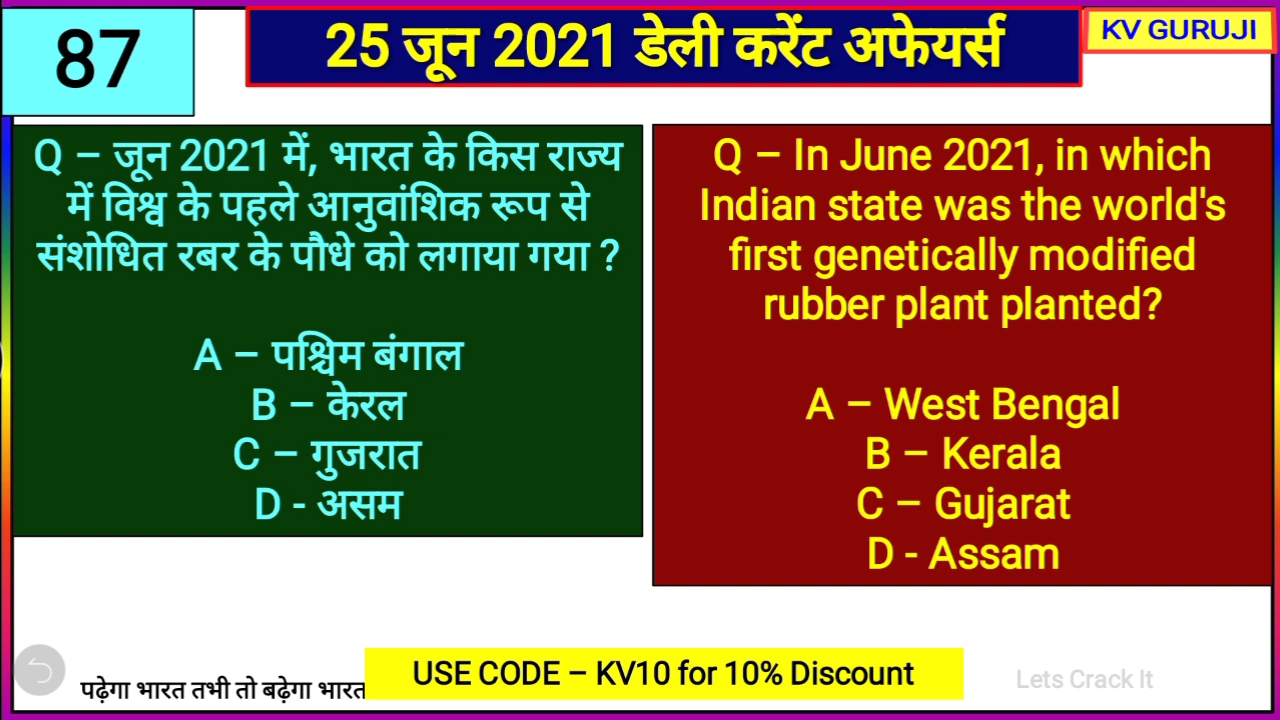 87
25 जून 2021 डेली करेंट अफेयर्स
KV GURUJI
Q – जून 2021 में, भारत के किस राज्य
में विश्व के पहले आनुवांशिक रूप से
संशोधित रबर के पौधे को लगाया गया ?
A – पश्चिम बंगाल
B – केरल
C – गुजरात
D - असम
Q – In June 2021, in which
Indian state was the world's
first genetically modified
rubber plant planted?
A – West Bengal
B – Kerala
C – Gujarat
D - Assam
पढ़ेगा भारत तभी तो बढ़ेगा भारत
USE CODE – KV10 for 10% Discount
Lets Crack It